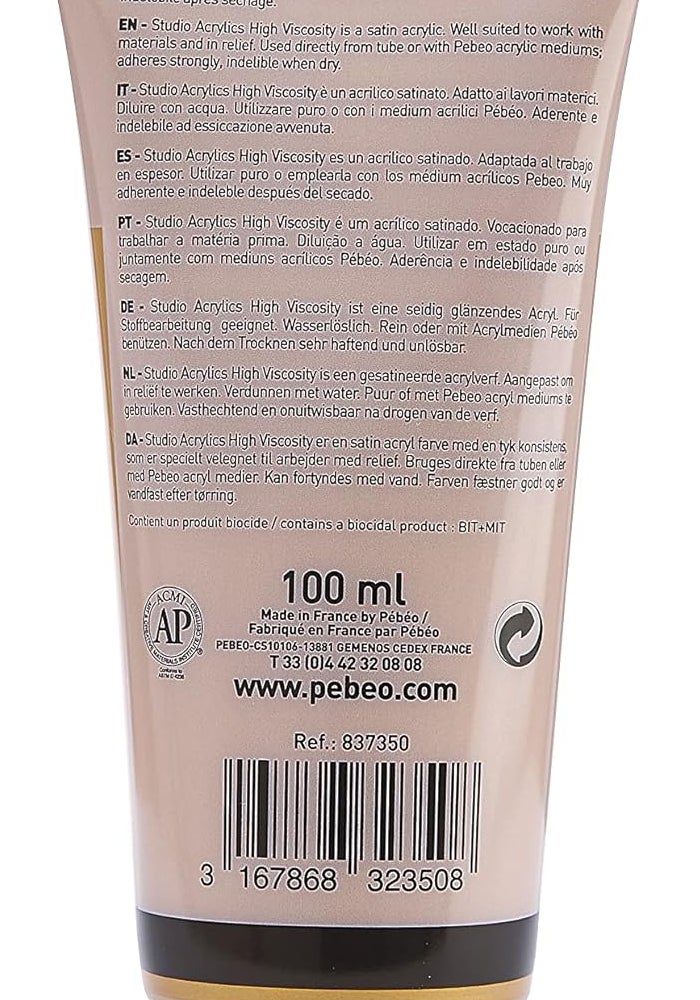 indélébile après séchage.
EN - Studio Acrylics High Viscosity is a satin acrylic. Well suited to work with
materials and in relief. Used directly from tube or with Pebeo acrylic mediums;
adheres strongly, indelible when dry.
IT - Studio Acrylics High Viscosity è un acrilico satinato. Adatto ai lavori materici.
Diluire con acqua. Utilizzare puro o con i medium acrilici Pébéo. Aderente e
indelebile ad essiccazione avvenuta.
ES - Studio Acrylics High Viscosity es un acrílico satinado. Adaptada al trabajo
en espesor. Utilizar puro o emplearla con los médium acrílicos Pebeo. Muy
adherente e indeleble después del secado.
PT - Studio Acrylics High Viscosity é um acrílico satinado. Vocacionado para
trabalhar a matéria prima. Diluição a água. Utilizar em estado puro ou
juntamente com mediuns acrílicos Pébéo. Aderência e indelebilidade após
secagem.
DE - Studio Acrylics High Viscosity ist eine seidig glänzendes Acryl. Für
Stoffbearbeitung geeignet. Wasserlöslich. Rein oder mit Acrylmedien Pébéo
benützen. Nach dem Trocknen sehr haftend und unlösbar.
NL - Studio Acrylics High Viscosity is een gesatineerde acrylverf. Aangepast om
in reliëf te werken. Verdunnen met water. Puur of met Pebeo acryl mediums te
gebruiken. Vasthechtend en onuitwisbaar na drogen van de verf.
DA - Studio Acrylics High Viscosity er en satin acryl farve med en tyk konsistens,
som er specielt velegnet til arbejder med relief. Bruges direkte fra tuben eller
med Pebeo acryl medier. Kan fortyndes med vand. Farven fæstner godt og er
vandfast efter tørring.
Contient un produit biocide / contains a biocidal product : BIT+MIT
100 ml
Made in France by Pébéo /
Fabriqué en France par Pébéo
PEBEO-CS10106-13881 GEMENOS CEDEX FRANCE
T 33 (0)4 42 32 08 08
www.pebeo.com
ACMI
AP
Conforms to
ASTM D 4236
Ref.: 837350
3 167868 323508